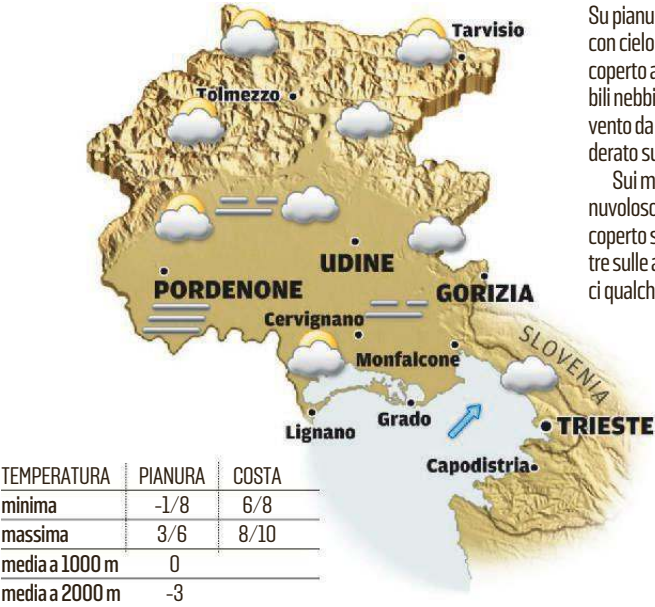 Tarvisio
Tolmezzo
UDINE
PORDENONE
GORIZIA
Cervignano
Monfalcone
SLOVENIA
Grado
Lignano
TRIESTE
Capodistria
TEMPERATURA PIANURA COSTA
minima -1/8 6/8
massima 3/6 8/10
media a 1000 m 0
media a 2000 m -3
Su pianu
con cielo
coperto a
bili nebbi
vento da
derato su
Sui m
nuvoloso
coperto s
tre sulle a
ci qualch